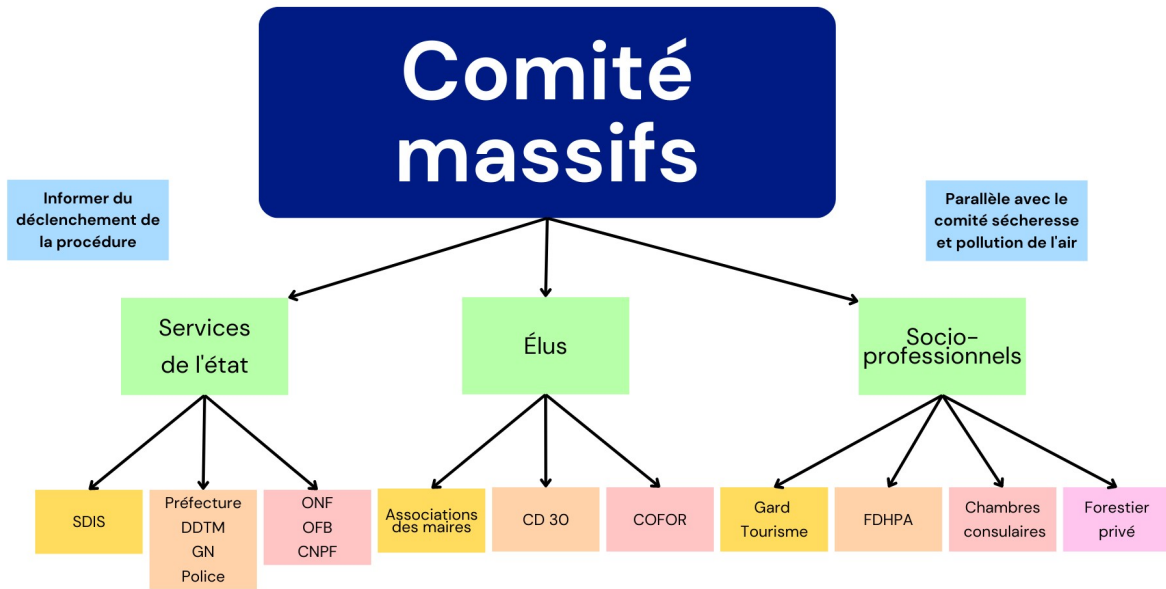 Comité
massifs
Informer du
déclenchement de
la procédure
Parallèle avec le
comité sécheresse
et pollution de l'air
Services
de l'état
Élus
Socio-
professionnels
SDIS
Préfecture
DDTM
GN
Police
ONF
OFB
CNPF
Associations
des maires
CD 30
COFOR
Gard
Tourisme
FDHPA
Chambres
consulaires
Forestier
privé